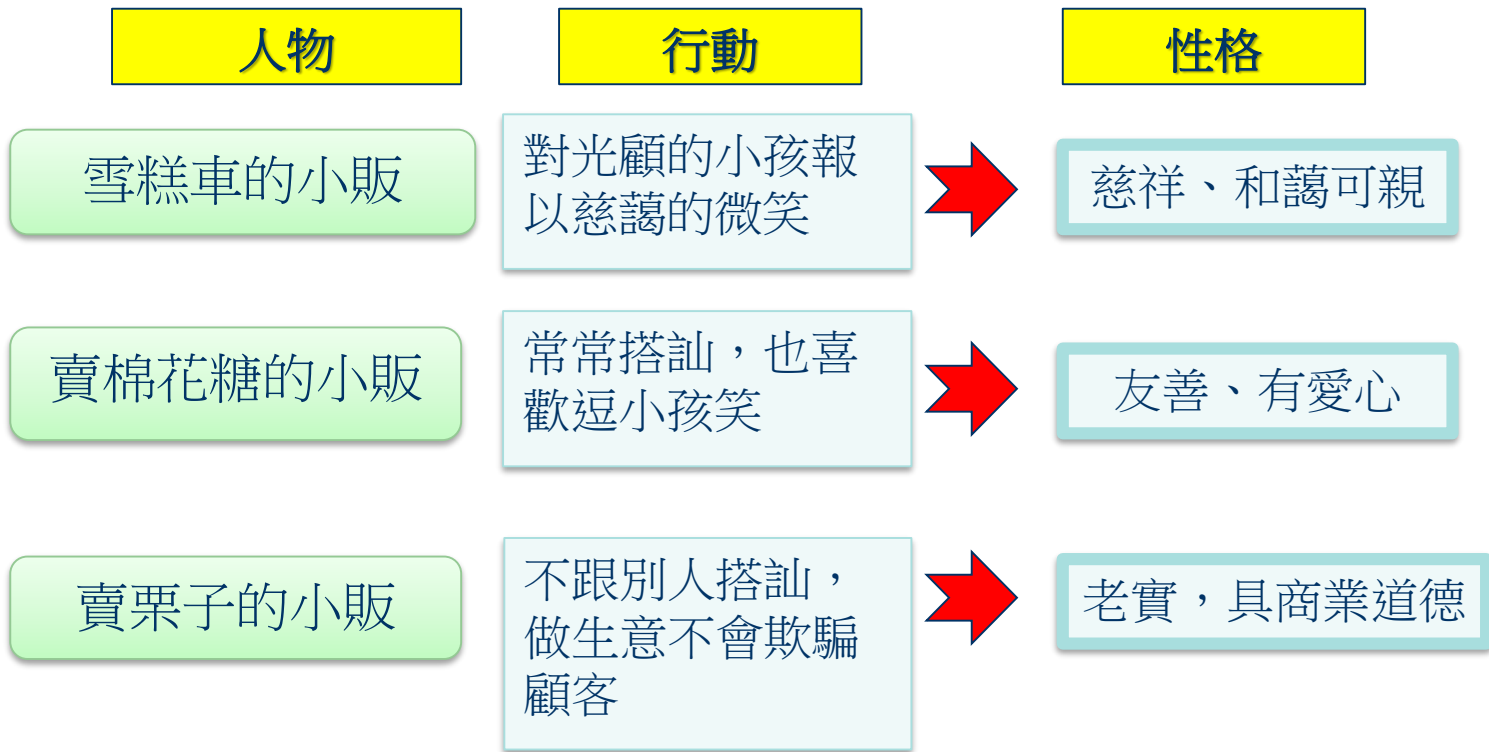 人物
行動
性格
雪糕車的小販
對光顧的小孩報
以慈藹的微笑
慈祥、和藹可親
賣棉花糖的小販
常常搭訕，也喜
歡逗小孩笑
友善、有愛心
賣栗子的小販
不跟別人搭訕，
做生意不會欺騙
顧客
老實，具商業道德